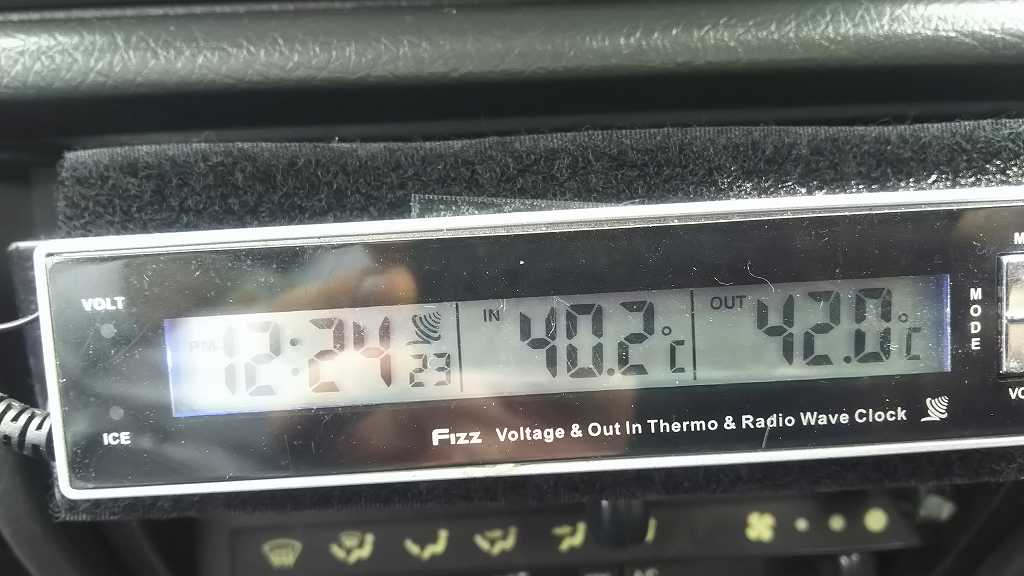 VOLT
ICE
PM 12:24 23
IN 40.2°C
OUT 42.0°C
MODE
Fizz Voltage & Out In Thermo & Radio Wave Clock